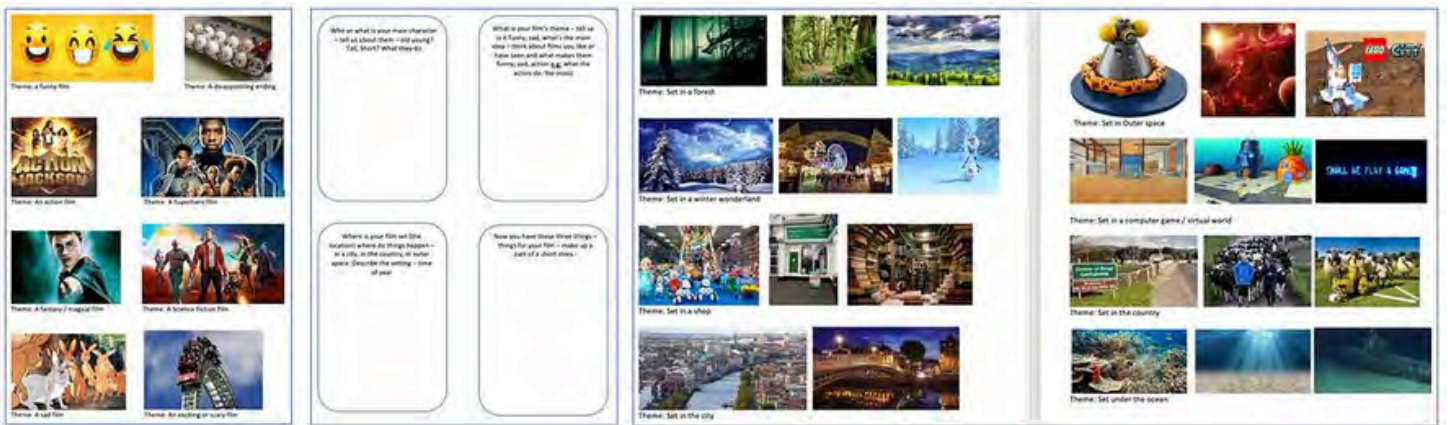 Theme: a funny film
Theme: A disappointing ending
ACTION
JACKSON
Theme: An action film
Theme: A Superhero film
Theme: A fantasy / magical film
Theme: A Science fiction film
Theme: A sad film
Theme: An exciting or scary film
Who or what is your main character
– tell us about them – old young?
Tall, Short? What they do
What is your film's theme – tell us
is it funny, sad, what's the main
idea – think about films you like or
have seen and what makes them
funny, sad, action e.g. what the
action do, the music
Where is your film set (the
location) where do things happen –
in a city, in the country, in outer
space. Describe the setting – time
of year
Now you have these three things –
things for your film – make up a
part of a short story -
Theme: Set in a forest
Theme: Set in a winter wonderland
Theme: Set in a shop
Theme: Set in the city
LEGO CITY
Theme: Set in Outer space
SHALL WE PLAY A GAME
Theme: Set in a computer game / virtual world
Theme: Set in the country
Theme: Set under the ocean